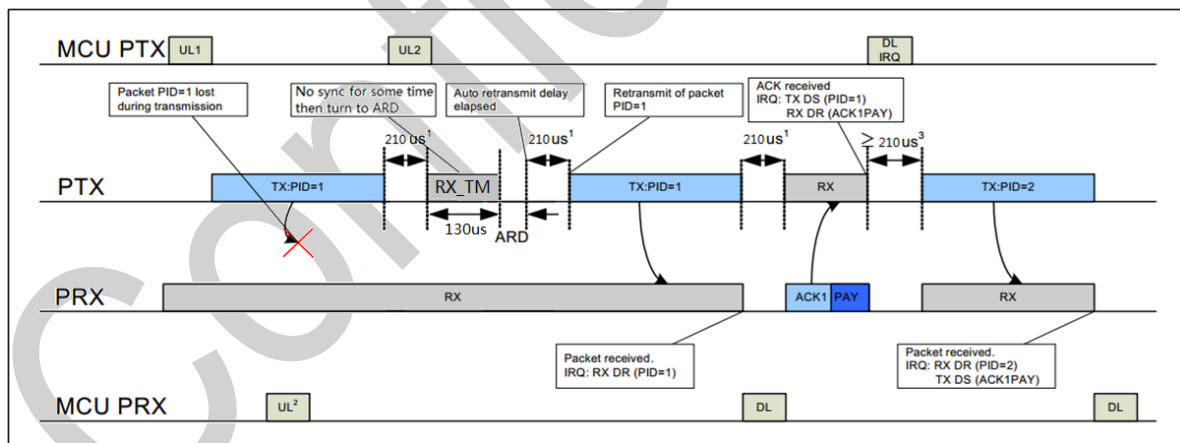 MCU PTX
UL1
UL2
DL
IRQ
Packet PID=1 lost
during transmission
No sync for some time
then turn to ARD
Auto retransmit delay
elapsed
Retransmit of packet
PID=1
ACK received
IRQ: TX DS (PID=1)
RX DR (ACK1PAY)
210us¹
210us¹
210us¹
≥ 210us³
PTX
TX:PID=1
RX_TM
TX:PID=1
RX
TX:PID=2
130us
ARD
PRX
RX
ACK1
PAY
RX
Packet received.
IRQ: RX DR (PID=1)
Packet received.
IRQ: RX DR (PID=2)
TX DS (ACK1PAY)
MCU PRX
UL²
DL
DL